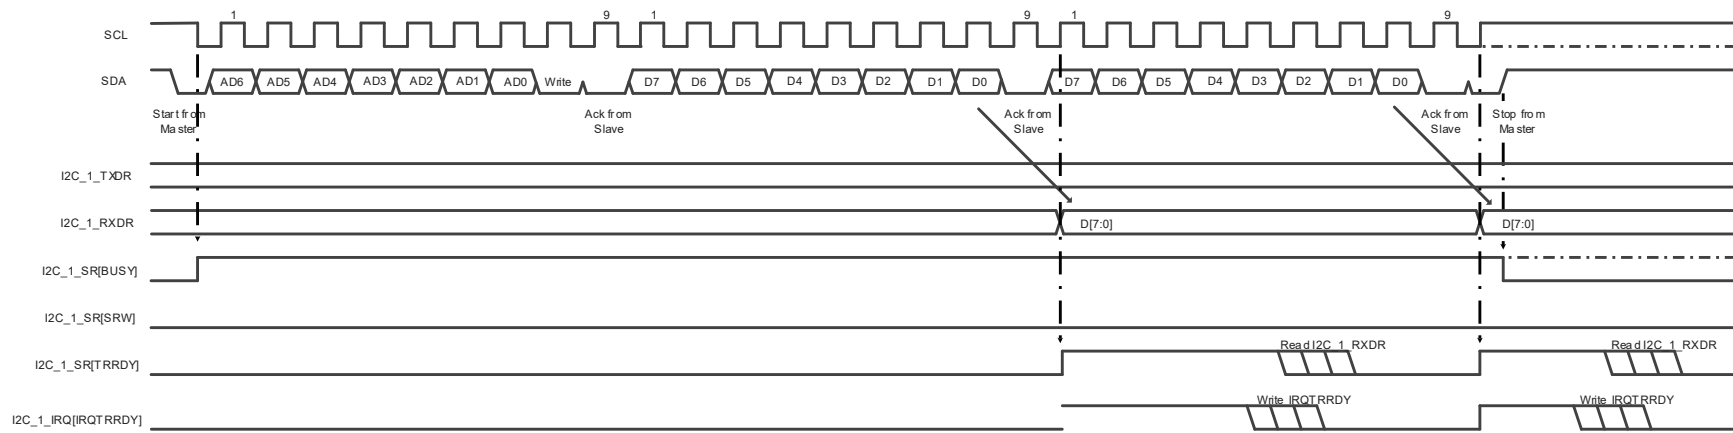 1 9 1 9 1 9
SCL
SDA AD6 AD5 AD4 AD3 AD2 AD1 AD0 Write D7 D6 D5 D4 D3 D2 D1 D0 D7 D6 D5 D4 D3 D2 D1 D0
Start from Ack from Ack from Ack from Stop from
Master Slave Slave Slave Master
I2C_1_TXDR
I2C_1_RXDR D[7:0] D[7:0]
I2C_1_SR[BUSY]
I2C_1_SR[SRW]
Read I2C_1_RXDR Read I2C_1_RXDR
I2C_1_SR[TRRDY]
Write IRQTRRDY Write IRQTRRDY
I2C_1_IRQ[IRQTRRDY]